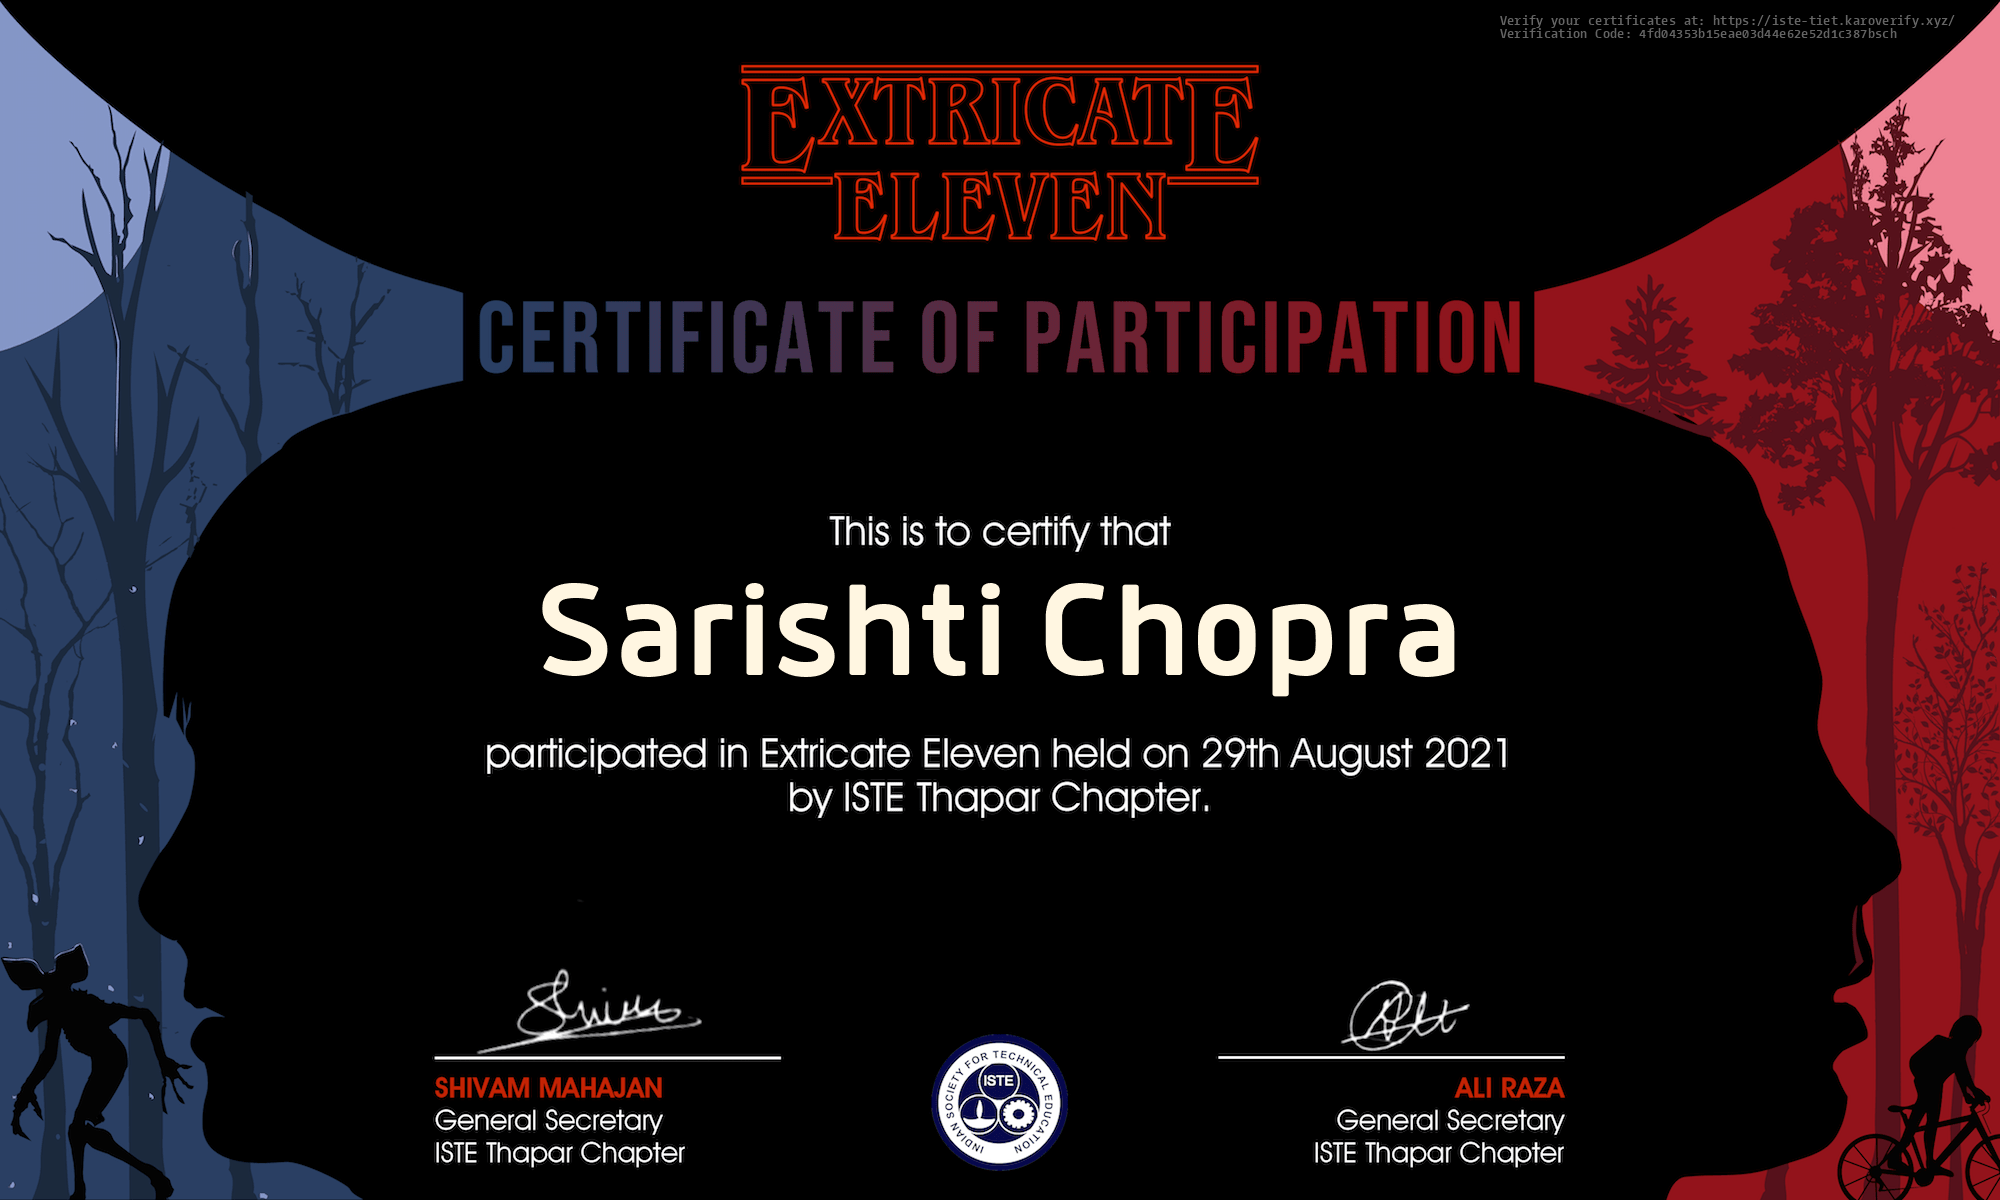 Verify your certificates at: https://iste-tiet.karoverify.xyz/
Verification Code: 4fd04353b15eae03d44e62e52d1c387bsch
EXTRICATE
ELEVEN
CERTIFICATE OF PARTICIPATION
This is to certify that
Sarishti Chopra
participated in Extricate Eleven held on 29th August 2021
by ISTE Thapar Chapter.
SHIVAM MAHAJAN
General Secretary
ISTE Thapar Chapter
INDIAN SOCIETY FOR TECHNICAL EDUCATION
ISTE
ALI RAZA
General Secretary
ISTE Thapar Chapter